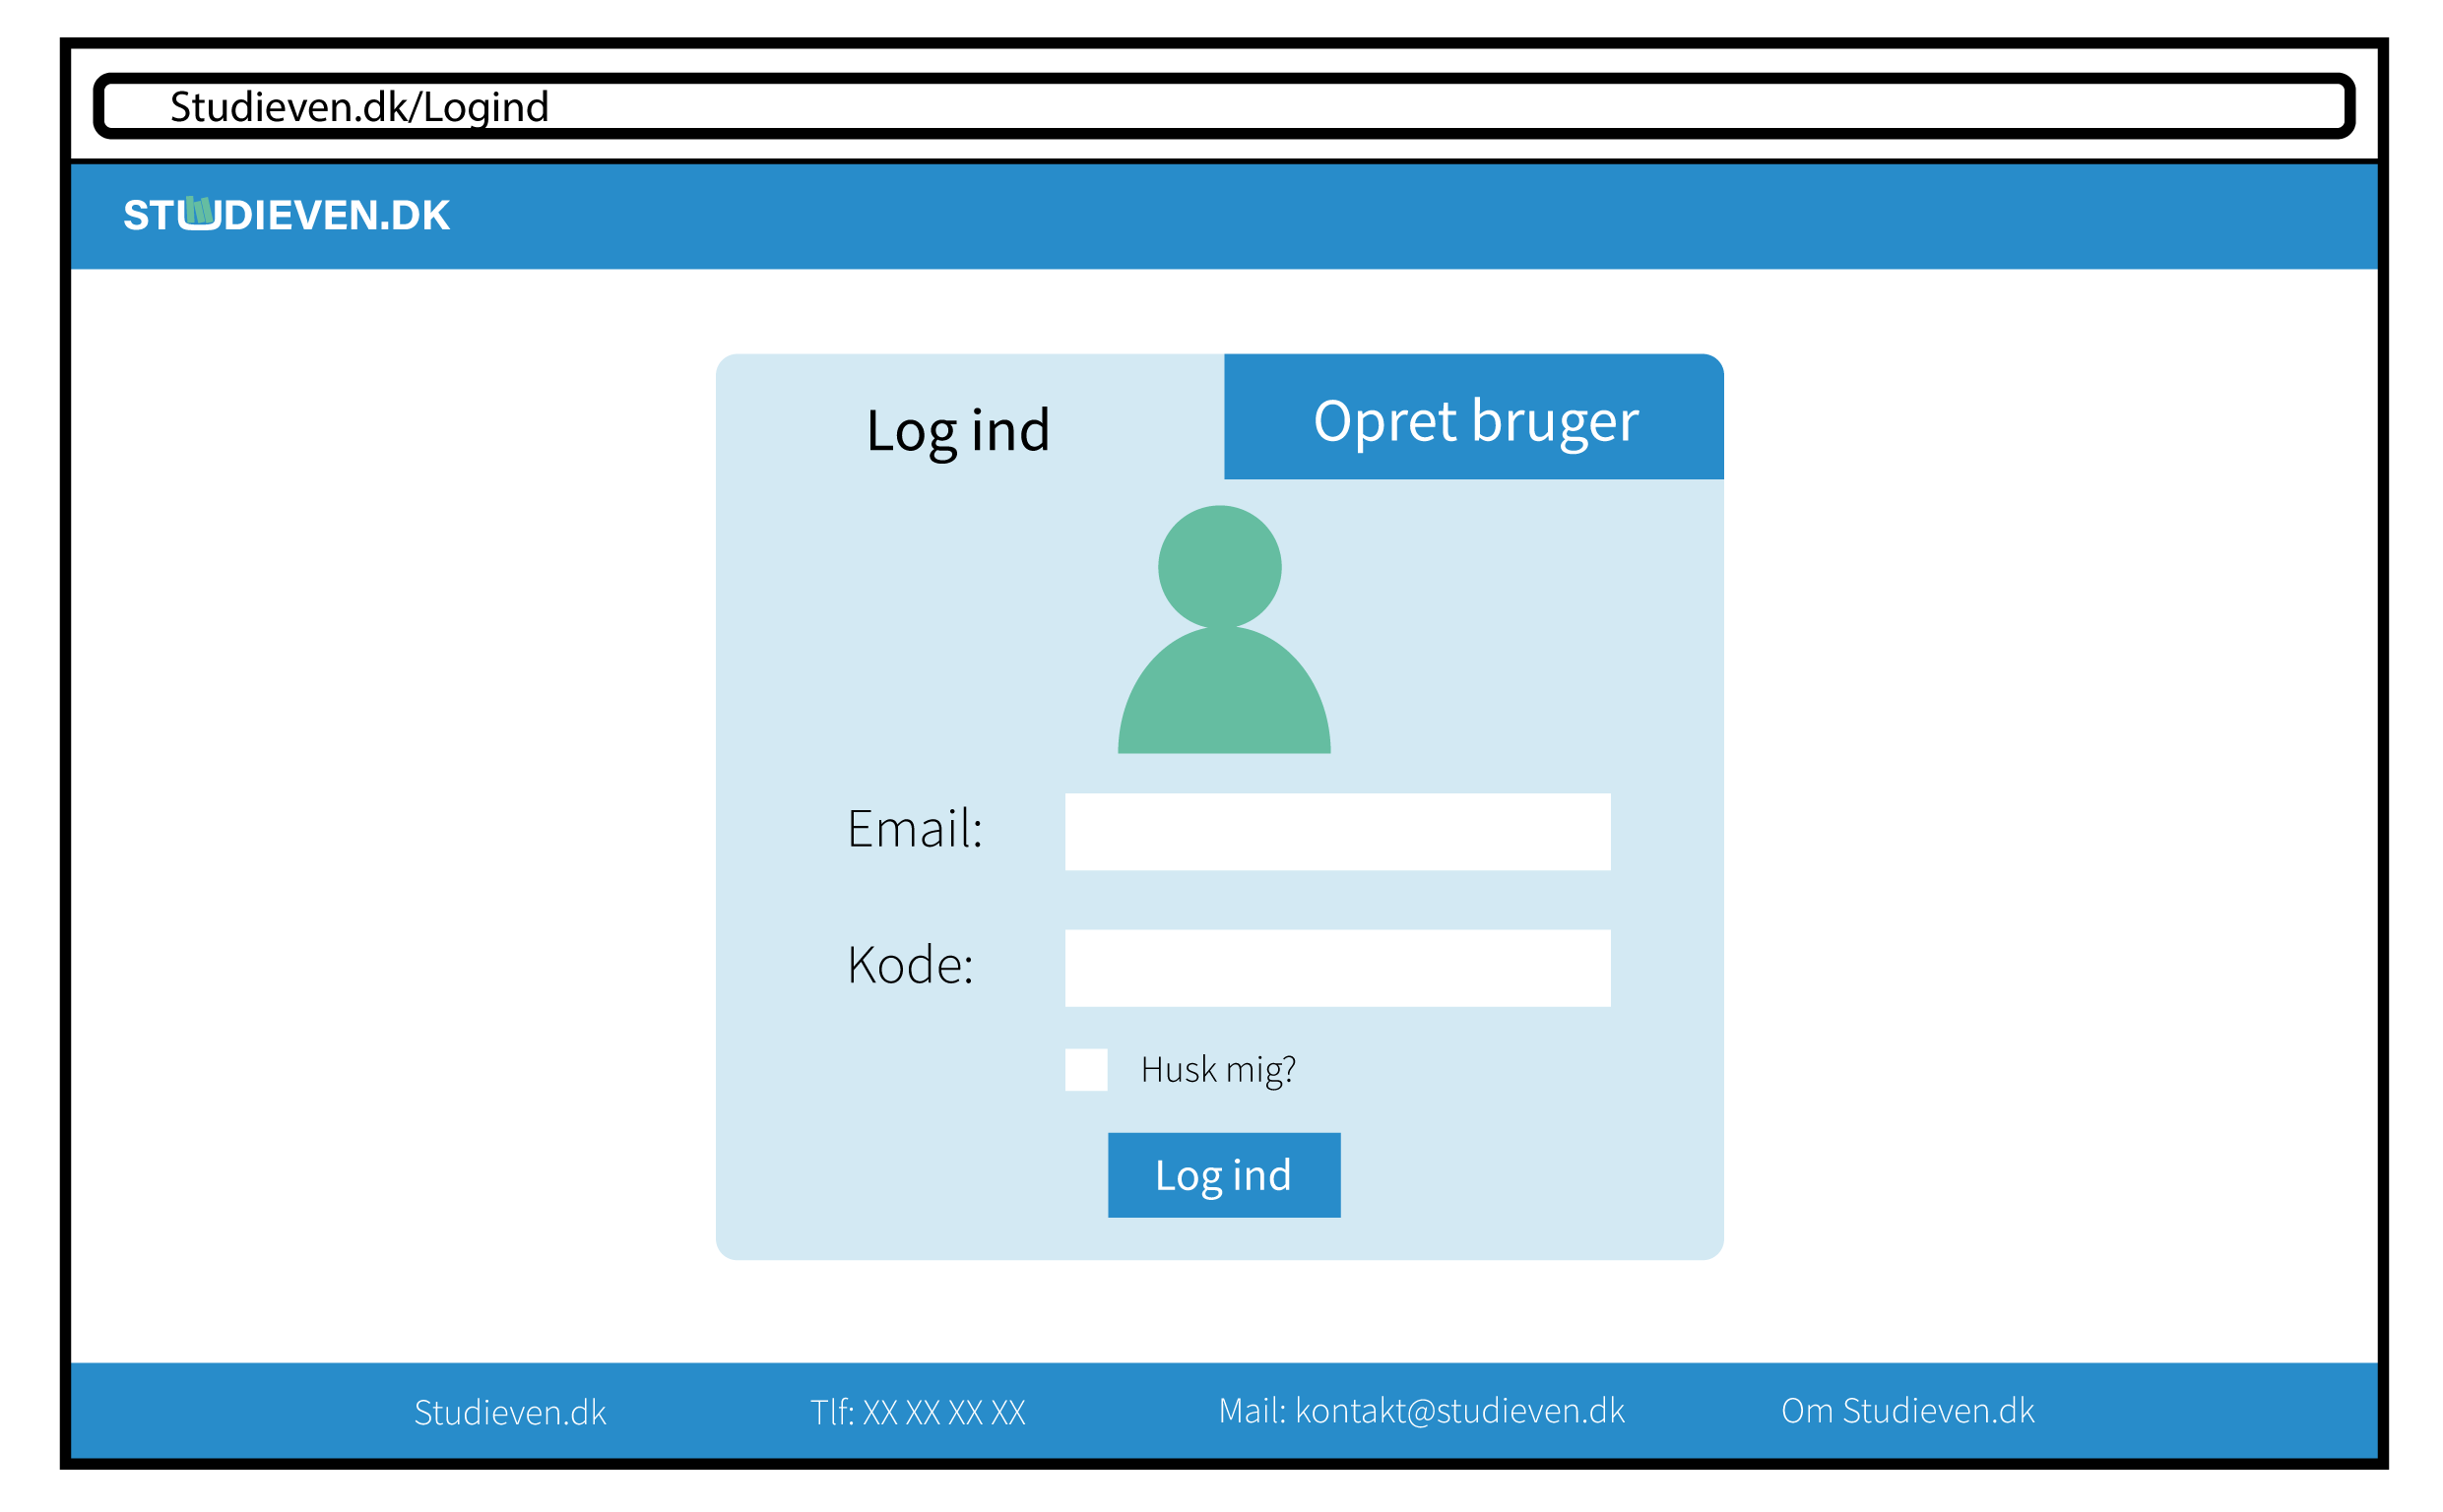 Studieven.dk/Logind
STUDIEVEN.DK
Log ind
Opret bruger
Email:
Kode:
Husk mig?
Log ind
Studieven.dk
Tlf: XX XX XX XX
Mail: kontakt@studieven.dk
Om Studieven.dk